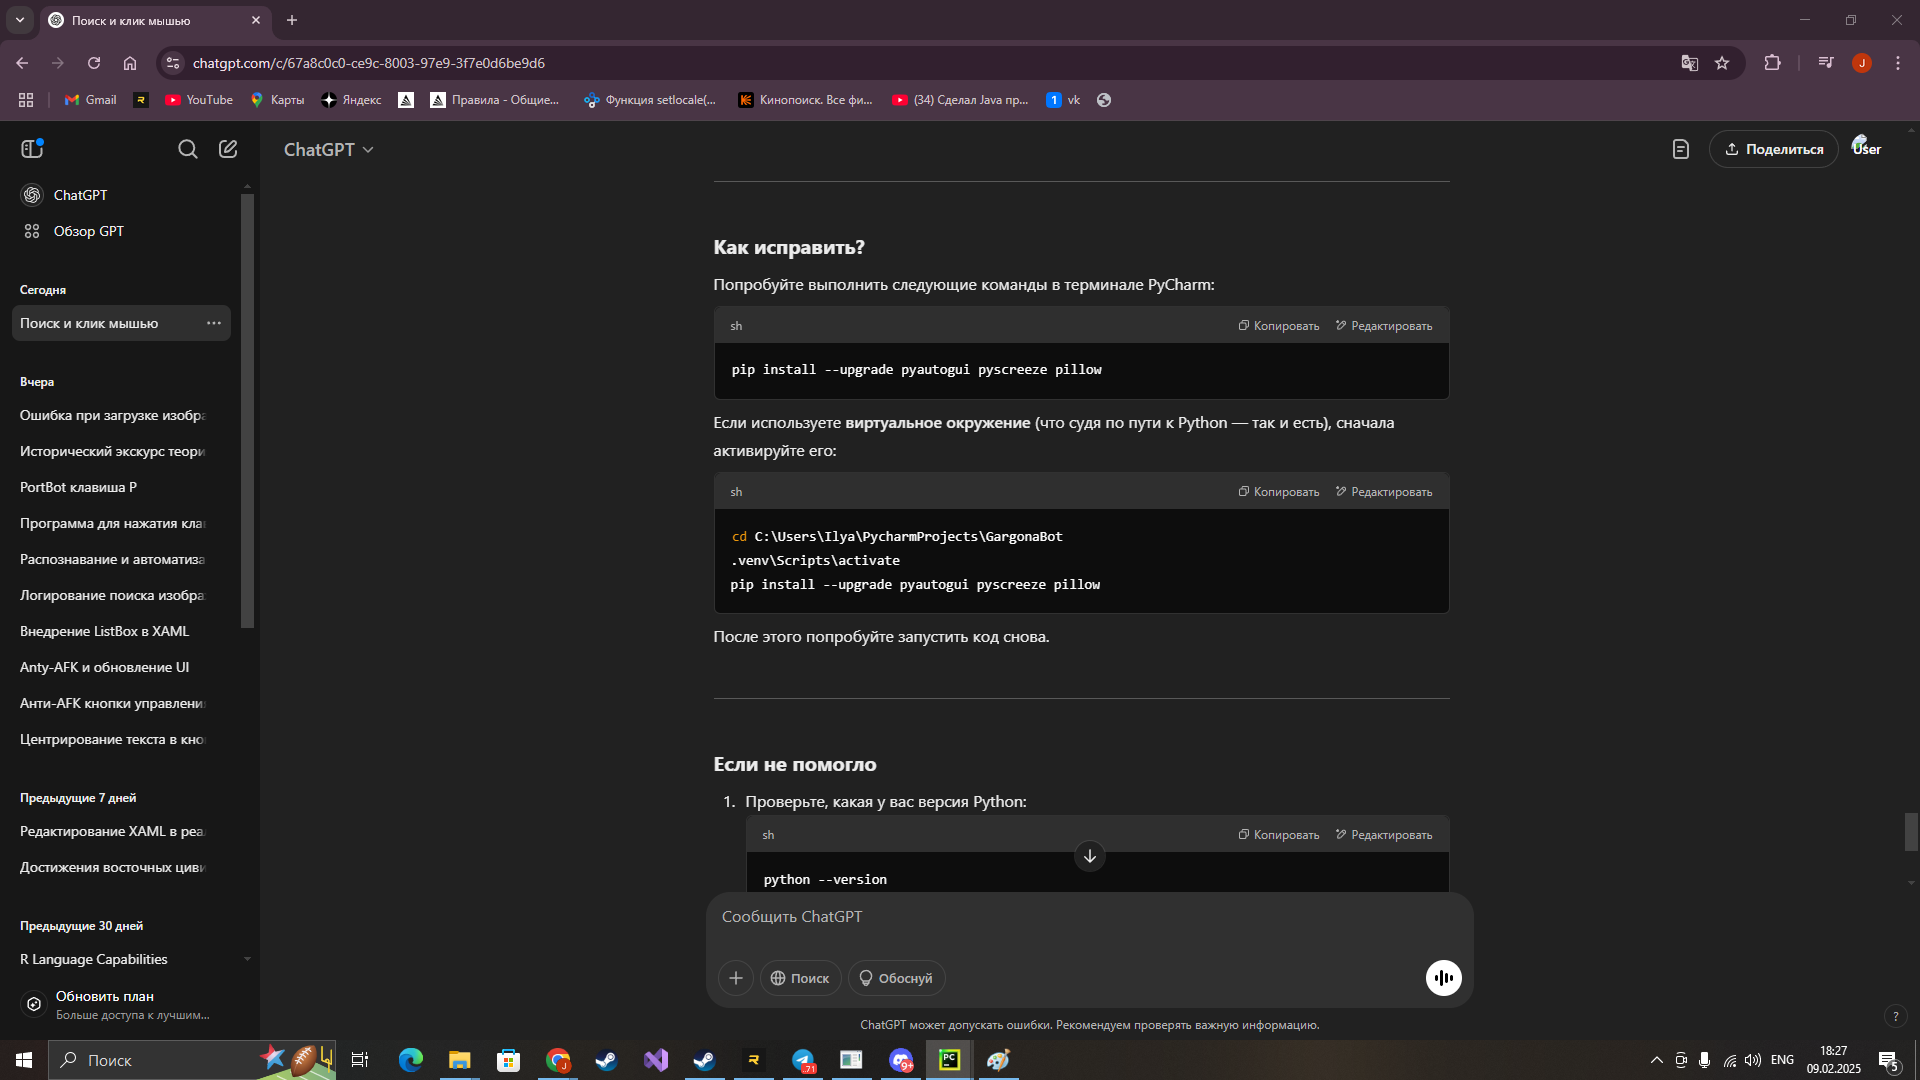 Поиск и клик мышью
chatgpt.com/c/67a8c0c0-ce9c-8003-97e9-3f7e0d6be9d6
J
Gmail
YouTube
Карты
Яндекс
Правила - Общие...
Функция setlocale(...
Кинопоиск. Все фи...
(34) Сделал Java пр...
vk
ChatGPT
Поделиться
User
ChatGPT
Обзор GPT
Сегодня
Поиск и клик мышью
Вчера
Ошибка при загрузке изобра
Исторический экскурс теори
PortBot клавиша P
Программа для нажатия кла
Распознавание и автоматиза
Логирование поиска изобра
Внедрение ListBox в XAML
Anty-AFK и обновление UI
Анти-AFK кнопки управлени
Центрирование текста в кно
Предыдущие 7 дней
Редактирование XAML в реа
Достижения восточных циви
Предыдущие 30 дней
R Language Capabilities
Обновить план
Больше доступа к лучшим...
Как исправить?
Попробуйте выполнить следующие команды в терминале PyCharm:
sh Копировать Редактировать
pip install --upgrade pyautogui pyscreeze pillow
Если используете виртуальное окружение (что судя по пути к Python — так и есть), сначала
активируйте его:
sh Копировать Редактировать
cd C:\Users\Ilya\PycharmProjects\GargonaBot
.venv\Scripts\activate
pip install --upgrade pyautogui pyscreeze pillow
После этого попробуйте запустить код снова.
Если не помогло
1. Проверьте, какая у вас версия Python:
sh Копировать Редактировать
python --version
Сообщить ChatGPT
Поиск
Обоснуй
ChatGPT может допускать ошибки. Рекомендуем проверять важную информацию.
?
Поиск
71
9+
PC
ENG
18:27
09.02.2025
5